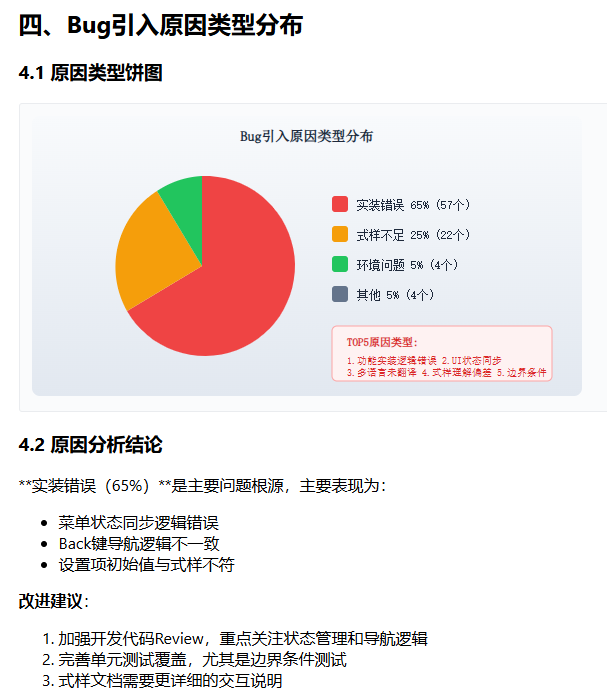 四、Bug引入原因类型分布
4.1 原因类型饼图
Bug引入原因类型分布
实装错误 65% (57个)
式样不足 25% (22个)
环境问题 5% (4个)
其他 5% (4个)
TOP5原因类型:
1.功能实装逻辑错误 2.UI状态同步
3.多语言未翻译 4.式样理解偏差 5.边界条件
4.2 原因分析结论
**实装错误（65%）**是主要问题根源，主要表现为：
• 菜单状态同步逻辑错误
• Back键导航逻辑不一致
• 设置项初始值与式样不符
改进建议：
1. 加强开发代码Review，重点关注状态管理和导航逻辑
2. 完善单元测试覆盖，尤其是边界条件测试
3. 式样文档需要更详细的交互说明